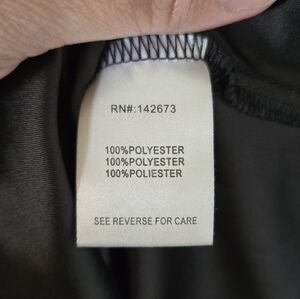 RN#:142673
100%POLYESTER
100%POLYESTER
100%POLIESTER
SEE REVERSE FOR CARE